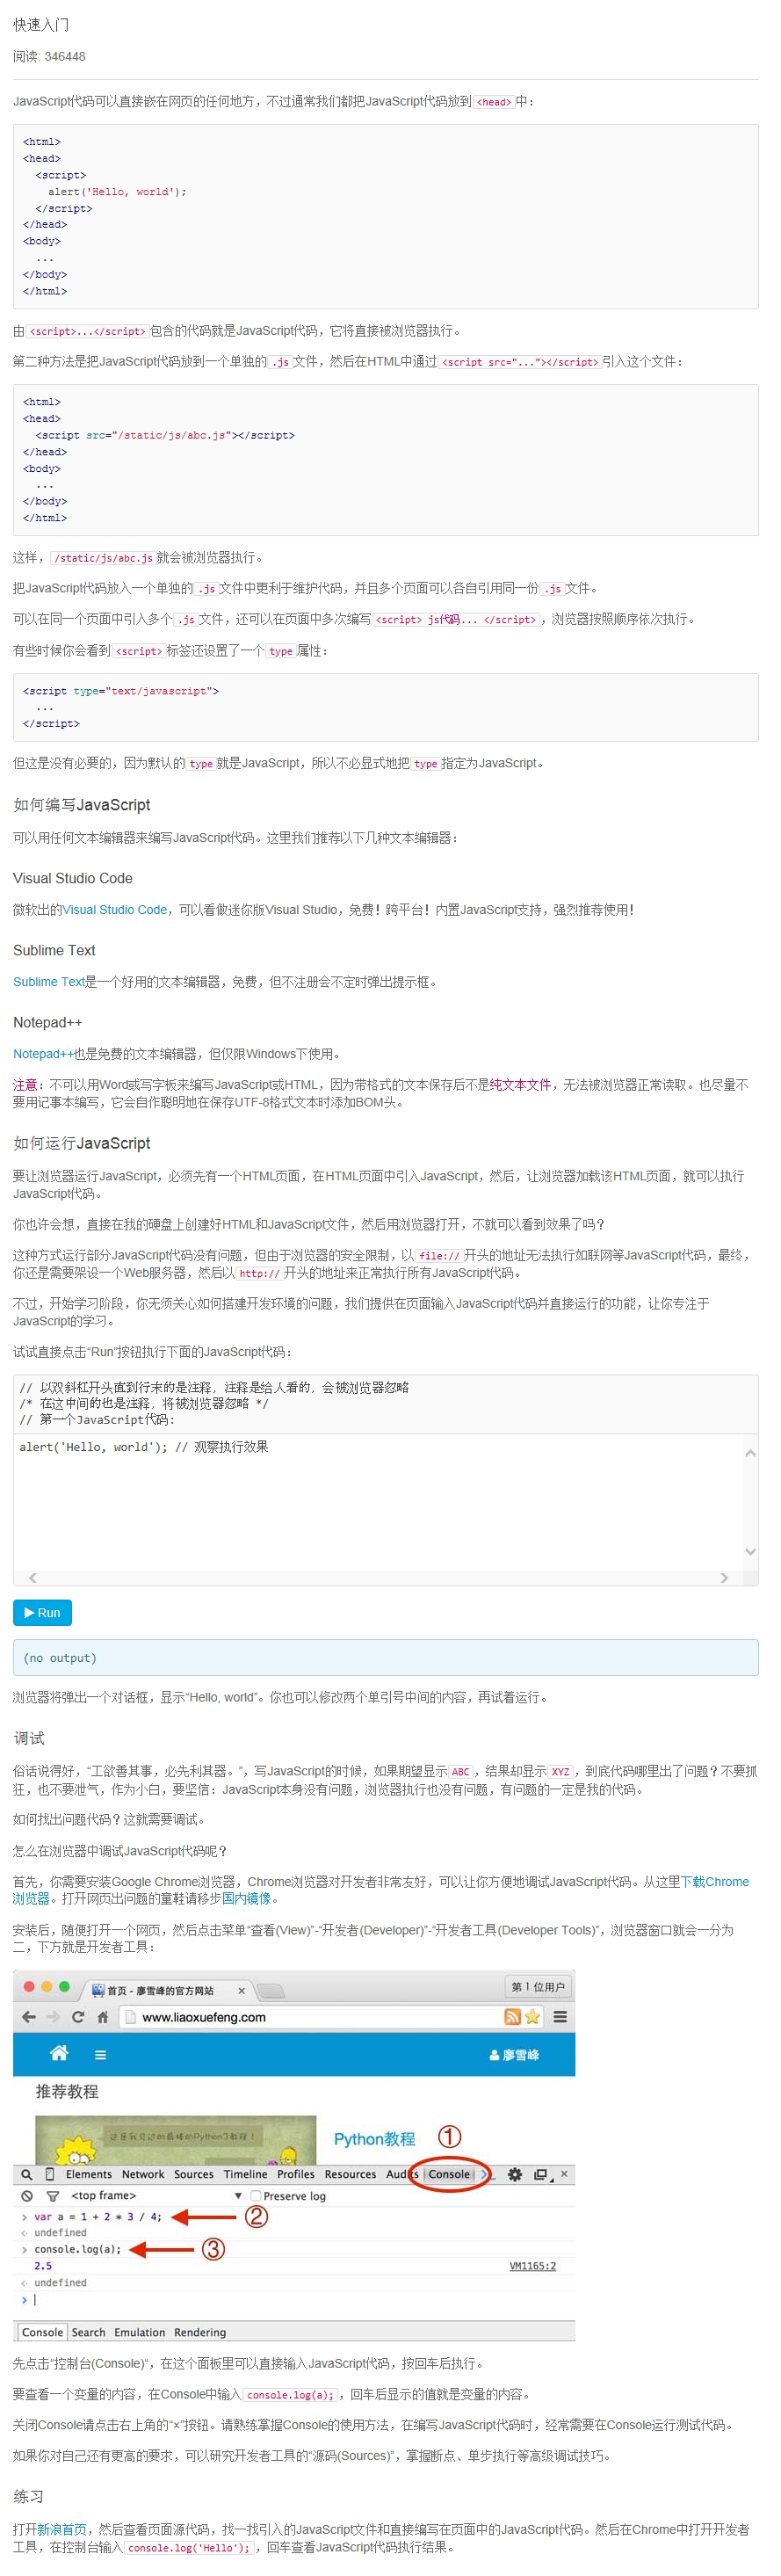 快速入门
阅读: 346448
JavaScript代码可以直接嵌在网页的任何地方，不过通常我们都把JavaScript代码放到<head>中：
<html>
<head>
  <script>
    alert('Hello, world');
  </script>
</head>
<body>
  ...
</body>
</html>
由<script>...</script>包含的代码就是JavaScript代码，它将直接被浏览器执行。
第二种方法是把JavaScript代码放到一个单独的.js文件，然后在HTML中通过<script src="..."></script>引入这个文件：
<html>
<head>
  <script src="/static/js/abc.js"></script>
</head>
<body>
  ...
</body>
</html>
这样，/static/js/abc.js就会被浏览器执行。
把JavaScript代码放入一个单独的.js文件中更利于维护代码，并且多个页面可以各自引用同一份.js文件。
可以在同一个页面中引入多个.js文件，还可以在页面中多次编写<script> js代码... </script>，浏览器按照顺序依次执行。
有些时候你会看到<script>标签还设置了一个type属性：
<script type="text/javascript">
  ...
</script>
但这是没有必要的，因为默认的type就是JavaScript，所以不必显式地把type指定为JavaScript。
如何编写JavaScript
可以用任何文本编辑器来编写JavaScript代码。这里我们推荐以下几种文本编辑器：
Visual Studio Code
微软出的Visual Studio Code，可以看做迷你版Visual Studio，免费！跨平台！内置JavaScript支持，强烈推荐使用！
Sublime Text
Sublime Text是一个好用的文本编辑器，免费，但不注册会不定时弹出提示框。
Notepad++
Notepad++也是免费的文本编辑器，但仅限Windows下使用。
注意：不可以用Word或写字板来编写JavaScript或HTML，因为带格式的文本保存后不是纯文本文件，无法被浏览器正常读取。也尽量不
要用记事本编写，它会自作聪明地在保存UTF-8格式文本时添加BOM头。
如何运行JavaScript
要让浏览器运行JavaScript，必须先有一个HTML页面，在HTML页面中引入JavaScript，然后，让浏览器加载该HTML页面，就可以执行
JavaScript代码。
你也许会想，直接在我的硬盘上创建好HTML和JavaScript文件，然后用浏览器打开，不就可以看到效果了吗？
这种方式运行部分JavaScript代码没有问题，但由于浏览器的安全限制，以file://开头的地址无法执行如联网等JavaScript代码，最终，
你还是需要架设一个Web服务器，然后以http://开头的地址来正常执行所有JavaScript代码。
不过，开始学习阶段，你无须关心如何搭建开发环境的问题，我们提供在页面输入JavaScript代码并直接运行的功能，让你专注于
JavaScript的学习。
试试直接点击“Run”按钮执行下面的JavaScript代码：
// 以双斜杠开头直到行末的是注释，注释是给人看的，会被浏览器忽略
/* 在这中间的也是注释，将被浏览器忽略 */
// 第一个JavaScript代码:
alert('Hello, world'); // 观察执行效果
Run
(no output)
浏览器将弹出一个对话框，显示“Hello, world”。你也可以修改两个单引号中间的内容，再试着运行。
调试
俗话说得好，“工欲善其事，必先利其器。”，写JavaScript的时候，如果期望显示ABC，结果却显示XYZ，到底代码哪里出了问题？不要抓
狂，也不要泄气，作为小白，要坚信：JavaScript本身没有问题，浏览器执行也没有问题，有问题的一定是我的代码。
如何找出问题代码？这就需要调试。
怎么在浏览器中调试JavaScript代码呢？
首先，你需要安装Google Chrome浏览器，Chrome浏览器对开发者非常友好，可以让你方便地调试JavaScript代码。从这里下载Chrome
浏览器。打开网页出问题的童鞋请移步国内镜像。
安装后，随便打开一个网页，然后点击菜单“查看(View)”-“开发者(Developer)”-“开发者工具(Developer Tools)”，浏览器窗口就会一分为
二，下方就是开发者工具：
首页 - 廖雪峰的官方网站
第 1 位用户
www.liaoxuefeng.com
廖雪峰
推荐教程
这是我见过的最棒的Python3教程！
Python教程
①
Elements Network Sources Timeline Profiles Resources Audits Console
<top frame> Preserve log
var a = 1 + 2 * 3 / 4; ②
undefined
console.log(a); ③
2.5 VM1165:2
undefined
Console Search Emulation Rendering
先点击“控制台(Console)“，在这个面板里可以直接输入JavaScript代码，按回车后执行。
要查看一个变量的内容，在Console中输入console.log(a);，回车后显示的值就是变量的内容。
关闭Console请点击右上角的“×”按钮。请熟练掌握Console的使用方法，在编写JavaScript代码时，经常需要在Console运行测试代码。
如果你对自己还有更高的要求，可以研究开发者工具的“源码(Sources)”，掌握断点、单步执行等高级调试技巧。
练习
打开新浪首页，然后查看页面源代码，找一找引入的JavaScript文件和直接编写在页面中的JavaScript代码。然后在Chrome中打开开发者
工具，在控制台输入console.log('Hello');，回车查看JavaScript代码执行结果。